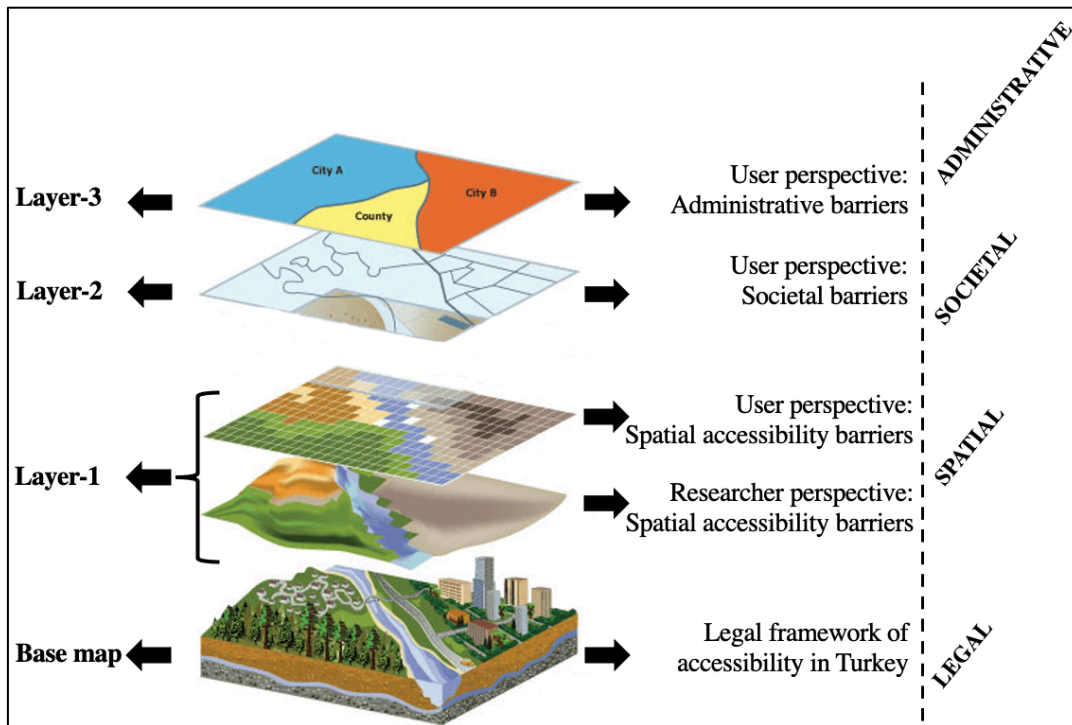 ADMINISTRATIVE
City A
City B
County
Layer-3
User perspective:
Administrative barriers
Layer-2
User perspective:
Societal barriers
SOCIETAL
User perspective:
Spatial accessibility barriers
Layer-1
Researcher perspective:
Spatial accessibility barriers
SPATIAL
Base map
Legal framework of
accessibility in Turkey
LEGAL